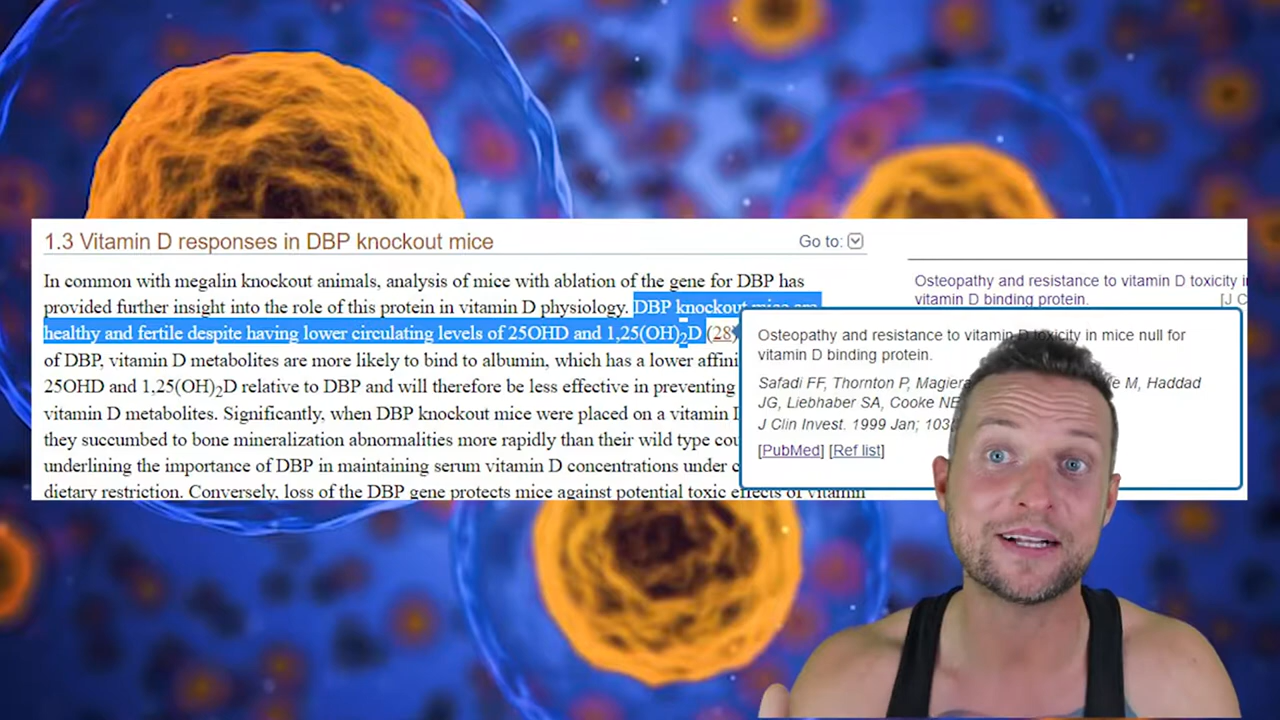 1.3 Vitamin D responses in DBP knockout mice
Go to:
In common with megalin knockout animals, analysis of mice with ablation of the gene for DBP has
provided further insight into the role of this protein in vitamin D physiology. DBP knockout mice are
healthy and fertile despite having lower circulating levels of 25OHD and 1,25(OH)2D (28)
of DBP, vitamin D metabolites are more likely to bind to albumin, which has a lower
25OHD and 1,25(OH)2D relative to DBP and will therefore be less effective in preventing
vitamin D metabolites. Significantly, when DBP knockout mice were placed on a vitamin
they succumbed to bone mineralization abnormalities more rapidly than their wild type
underlining the importance of DBP in maintaining serum vitamin D concentrations under
dietary restriction. Conversely, loss of the DBP gene protects mice against potential toxic effects of vitamin
Osteopathy and resistance to vitamin D toxicity
vitamin D binding protein.
[J C
Osteopathy and resistance to vitamin D toxicity in mice null for
vitamin D binding protein.
Safadi FF, Thornton P, M, Haddad
JG, Liebhaber SA, Cooke NE
J Clin Invest. 1999 Jan; 103
[PubMed] [Ref list]